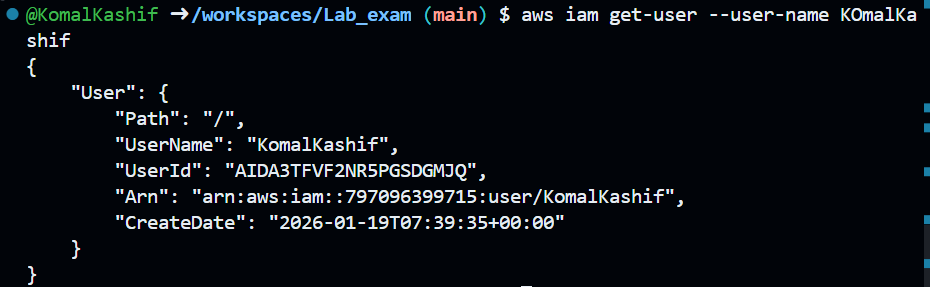 @KomalKashif ➜/workspaces/Lab_exam (main) $ aws iam get-user --user-name KOmalKa
shif
{
    "User": {
        "Path": "/",
        "UserName": "KomalKashif",
        "UserId": "AIDA3TFVF2NR5PGSDGMJQ",
        "Arn": "arn:aws:iam::797096399715:user/KomalKashif",
        "CreateDate": "2026-01-19T07:39:35+00:00"
    }
}